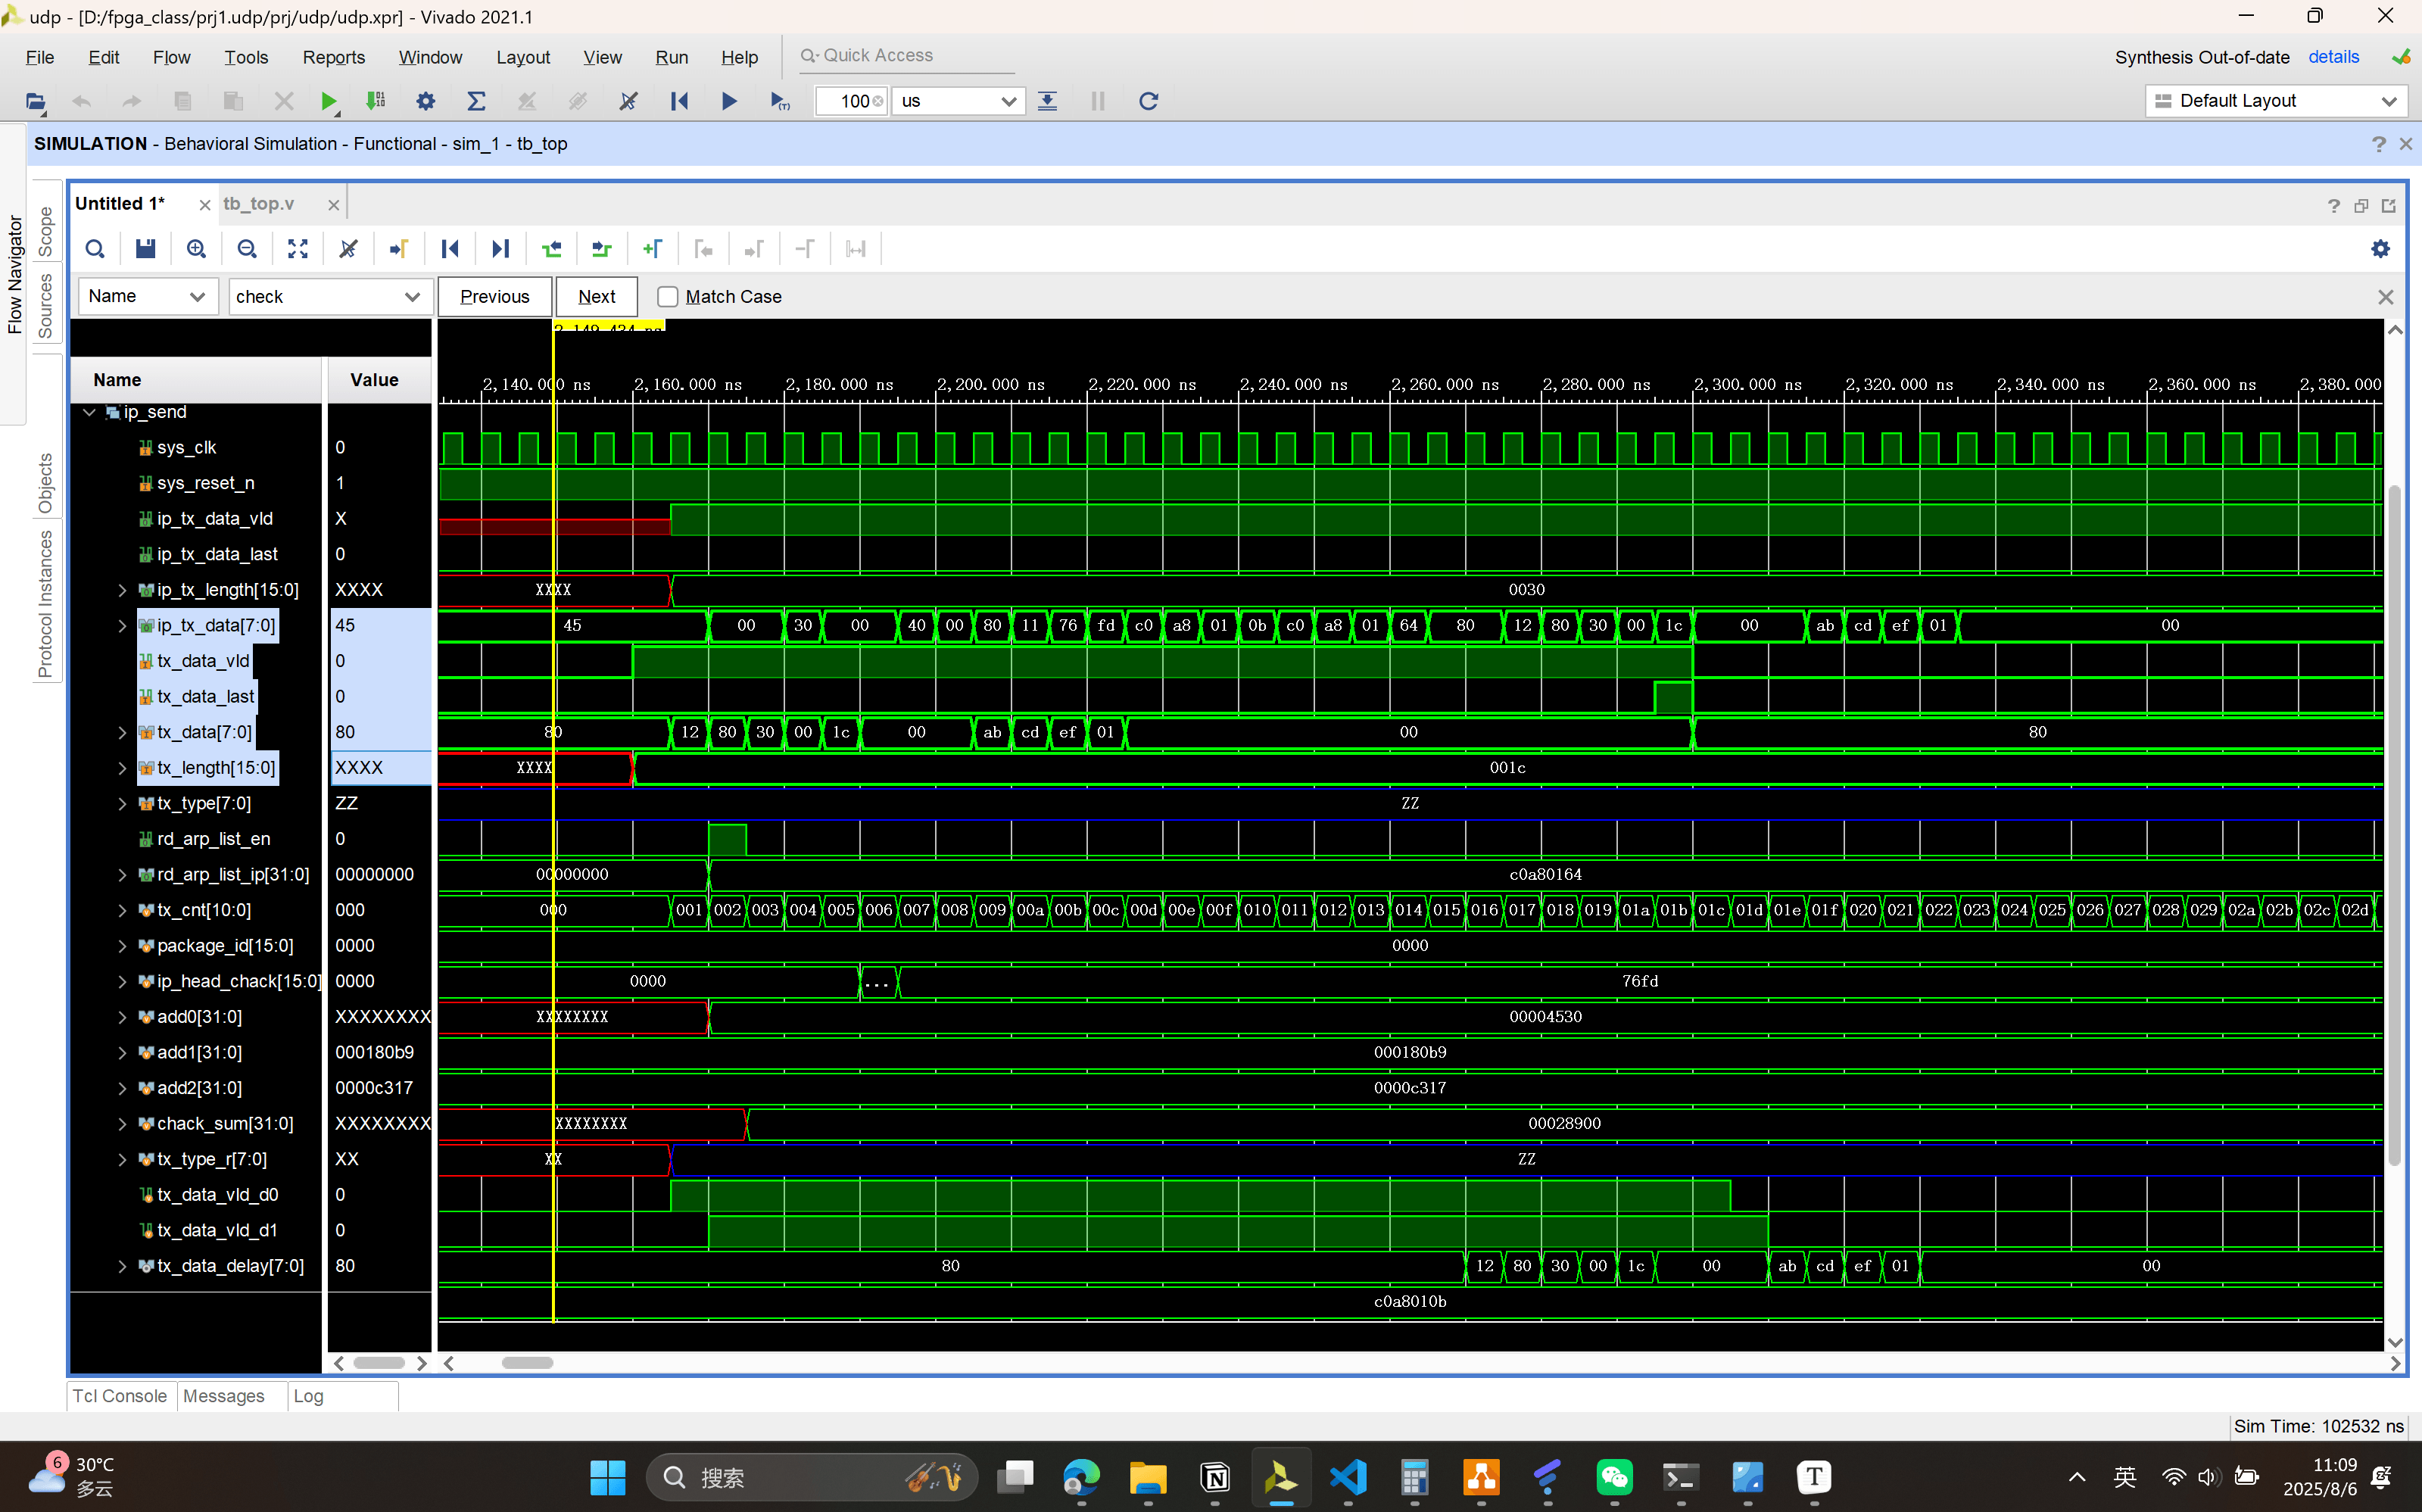 udp - [D:/fpga_class/prj1.udp/prj/udp/udp.xpr] - Vivado 2021.1
File Edit Flow Tools Reports Window Layout View Run Help Quick Access
Synthesis Out-of-date details
100 us
Default Layout
SIMULATION - Behavioral Simulation - Functional - sim_1 - tb_top
Flow Navigator
Scope
Sources
Objects
Protocol Instances
Untitled 1* tb_top.v
Name check Previous Next Match Case
2,149.434 ns
Name Value
2,140.000 ns 2,160.000 ns 2,180.000 ns 2,200.000 ns 2,220.000 ns 2,240.000 ns 2,260.000 ns 2,280.000 ns 2,300.000 ns 2,320.000 ns 2,340.000 ns 2,360.000 ns 2,380.000
ip_send
sys_clk 0
sys_reset_n 1
ip_tx_data_vld X
ip_tx_data_last 0
ip_tx_length[15:0] XXXX XXXX 0030
ip_tx_data[7:0] 45 45 00 30 00 40 00 80 11 76 fd c0 a8 01 0b c0 a8 01 64 80 12 80 30 00 1c 00 ab cd ef 01 00
tx_data_vld 0
tx_data_last 0
tx_data[7:0] 80 80 12 80 30 00 1c 00 ab cd ef 01 00 80
tx_length[15:0] XXXX XXXX 001c
tx_type[7:0] ZZ ZZ
rd_arp_list_en 0
rd_arp_list_ip[31:0] 00000000 00000000 c0a80164
tx_cnt[10:0] 000 000 001 002 003 004 005 006 007 008 009 00a 00b 00c 00d 00e 00f 010 011 012 013 014 015 016 017 018 019 01a 01b 01c 01d 01e 01f 020 021 022 023 024 025 026 027 028 029 02a 02b 02c 02d
package_id[15:0] 0000 0000
ip_head_chack[15:0] 0000 0000 ... 76fd
add0[31:0] XXXXXXXX XXXXXXXX 00004530
add1[31:0] 000180b9 000180b9
add2[31:0] 0000c317 0000c317
chack_sum[31:0] XXXXXXXX XXXXXXXX 00028900
tx_type_r[7:0] XX XX ZZ
tx_data_vld_d0 0
tx_data_vld_d1 0
tx_data_delay[7:0] 80 80 12 80 30 00 1c 00 ab cd ef 01 00
c0a8010b
Tcl Console Messages Log
Sim Time: 102532 ns
6
30°C
多云
搜索
英
11:09
2025/8/6